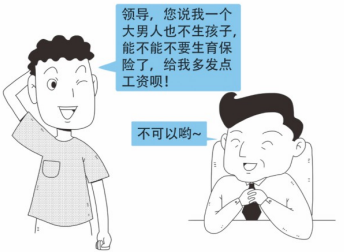 领导，您说我一个
大男人也不生孩子，
能不能不要生育保
险了，给我多发点
工资呗！
不可以哟~